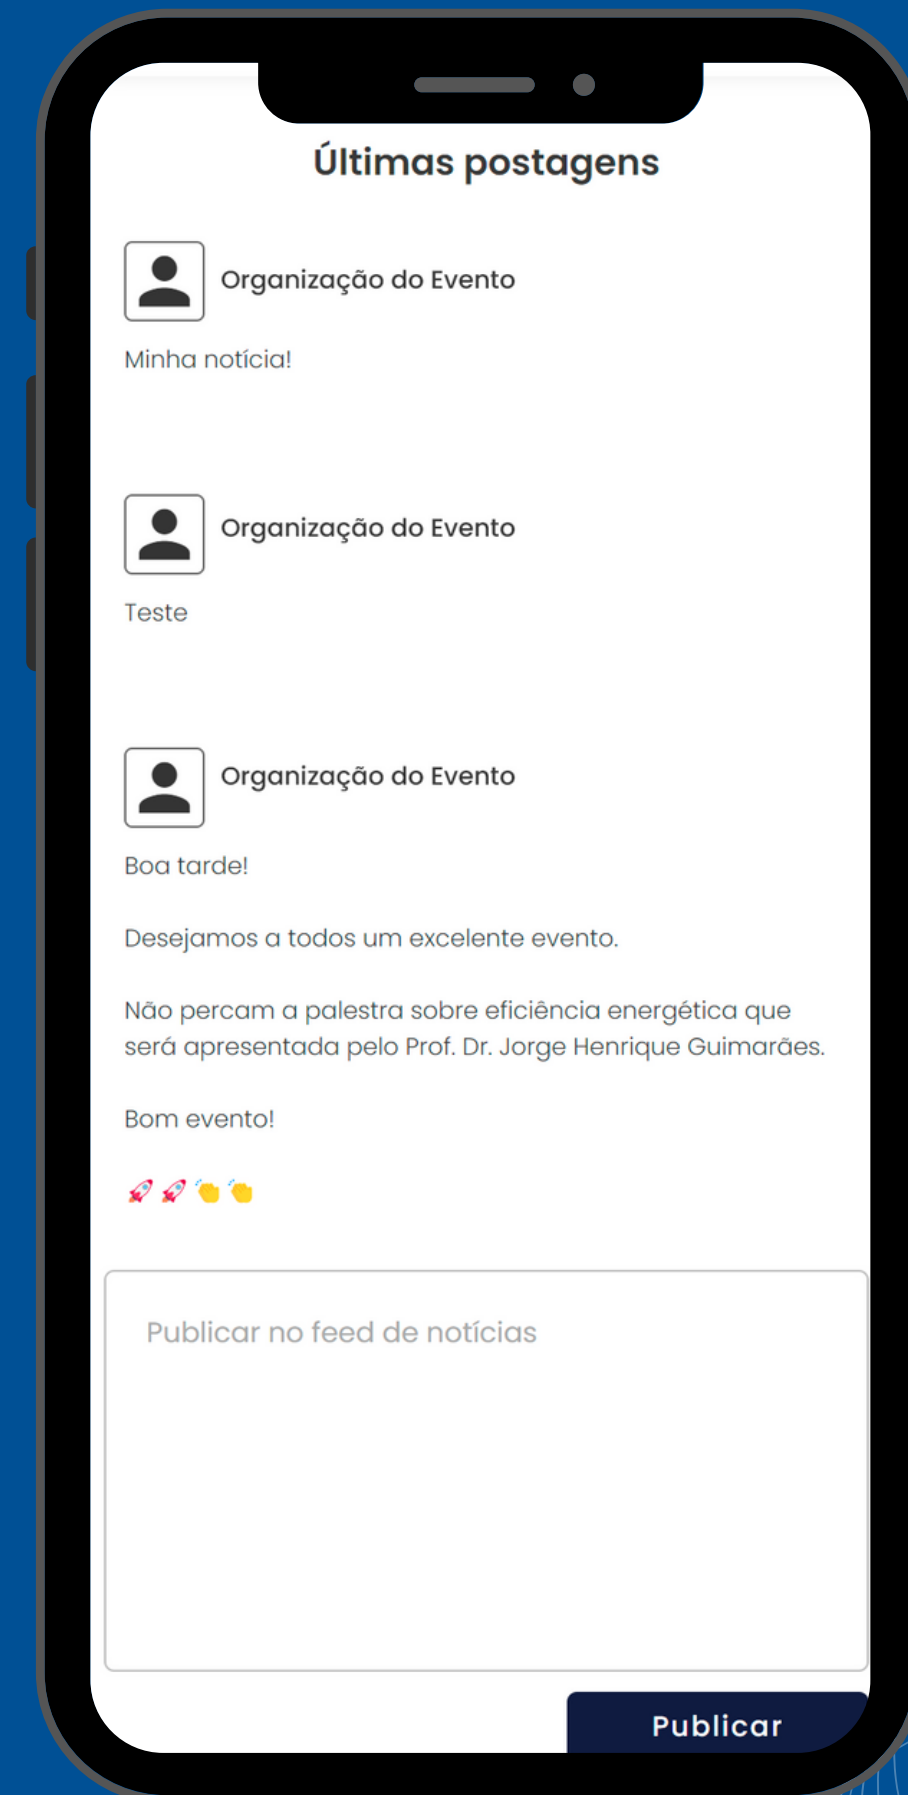 Últimas postagens
Organização do Evento
Minha notícia!
Organização do Evento
Teste
Organização do Evento
Boa tarde!
Desejamos a todos um excelente evento.
Não percam a palestra sobre eficiência energética que
será apresentada pelo Prof. Dr. Jorge Henrique Guimarães.
Bom evento!
🚀🚀👏👏
Publicar no feed de notícias
Publicar